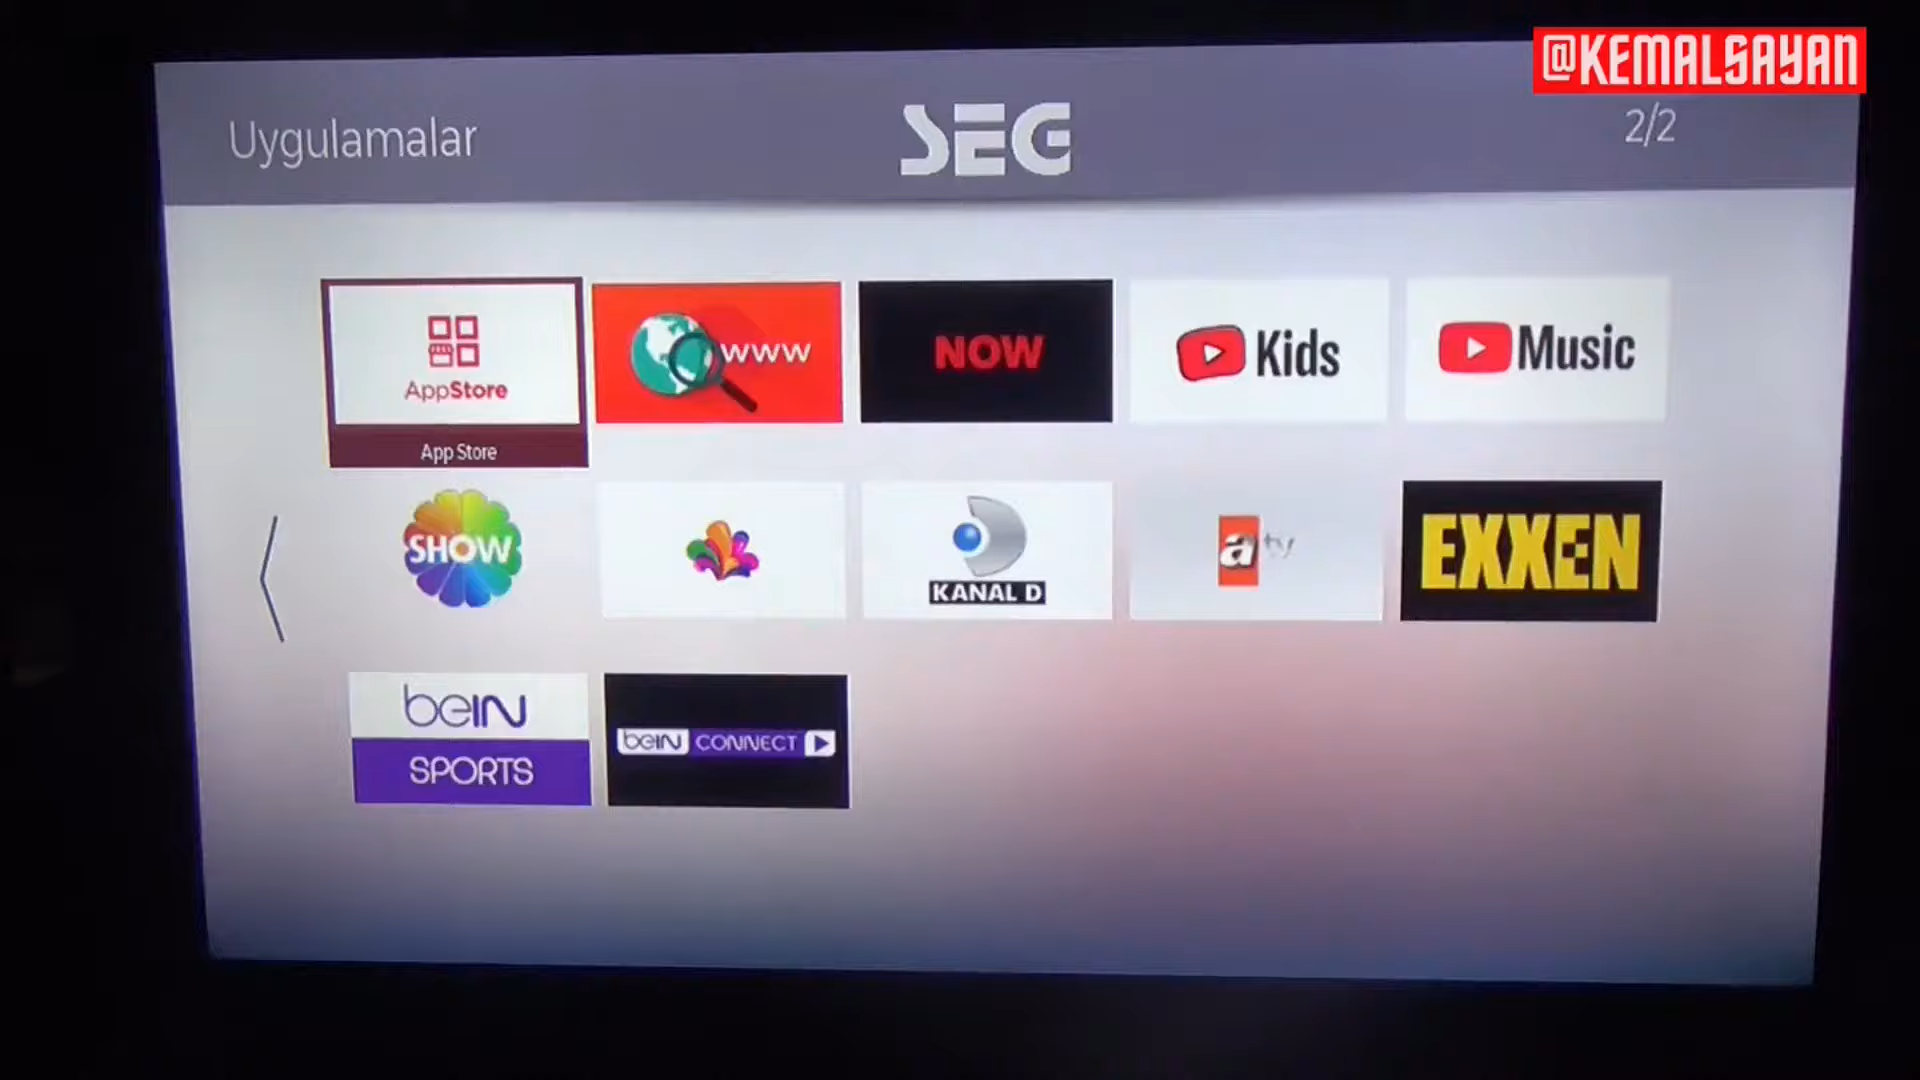 @KEMALSAYAN
Uygulamalar
SEG
2/2
AppStore
App Store
www
NOW
Kids
Music
SHOW
KANAL D
atv
EXXEN
beIN
SPORTS
beIN CONNECT